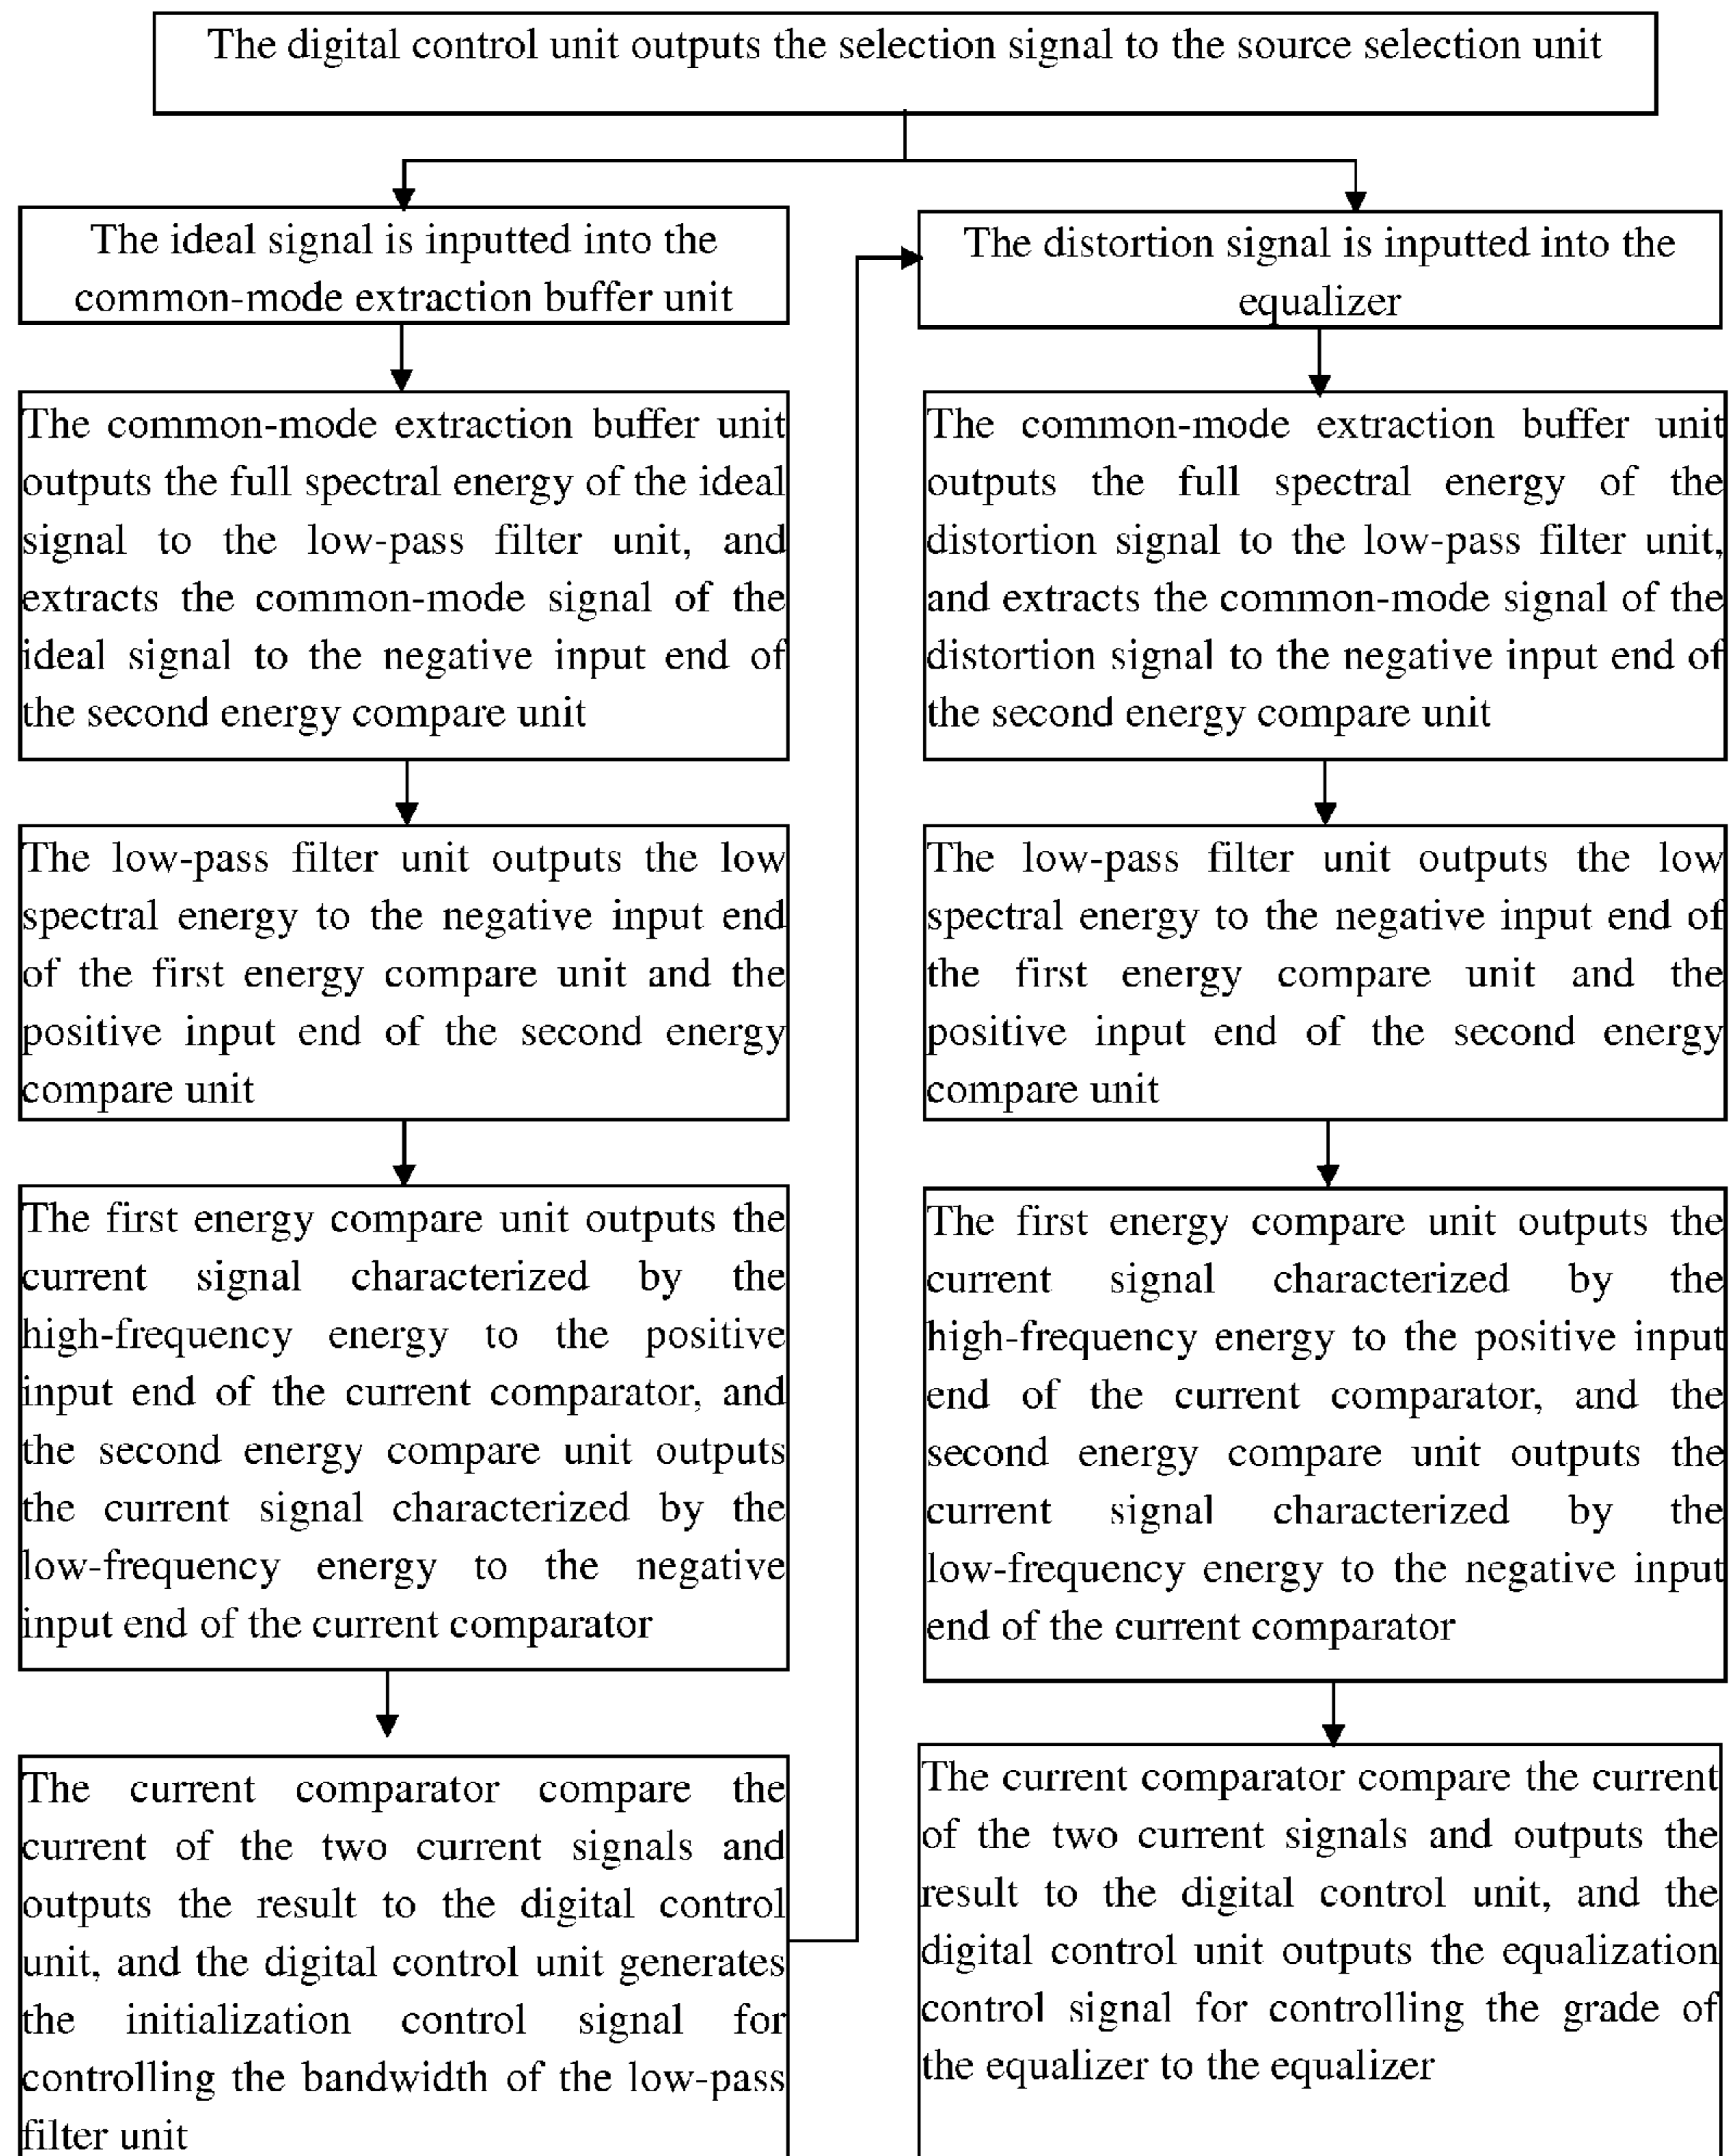 The digital control unit outputs the selection signal to the source selection unit
The ideal signal is inputted into the
common-mode extraction buffer unit
The common-mode extraction buffer unit
outputs the full spectral energy of the ideal
signal to the low-pass filter unit, and
extracts the common-mode signal of the
ideal signal to the negative input end of
the second energy compare unit
The low-pass filter unit outputs the low
spectral energy to the negative input end
of the first energy compare unit and the
positive input end of the second energy
compare unit
The first energy compare unit outputs the
current signal characterized by the
high-frequency energy to the positive
input end of the current comparator, and
the second energy compare unit outputs
the current signal characterized by the
low-frequency energy to the negative
input end of the current comparator
The current comparator compare the
current of the two current signals and
outputs the result to the digital control
unit, and the digital control unit generates
the initialization control signal for
controlling the bandwidth of the low-pass
filter unit
The distortion signal is inputted into the
equalizer
The common-mode extraction buffer unit
outputs the full spectral energy of the
distortion signal to the low-pass filter unit,
and extracts the common-mode signal of the
distortion signal to the negative input end of
the second energy compare unit
The low-pass filter unit outputs the low
spectral energy to the negative input end of
the first energy compare unit and the
positive input end of the second energy
compare unit
The first energy compare unit outputs the
current signal characterized by the
high-frequency energy to the positive input
end of the current comparator, and the
second energy compare unit outputs the
current signal characterized by the
low-frequency energy to the negative input
end of the current comparator
The current comparator compare the current
of the two current signals and outputs the
result to the digital control unit, and the
digital control unit outputs the equalization
control signal for controlling the grade of
the equalizer to the equalizer